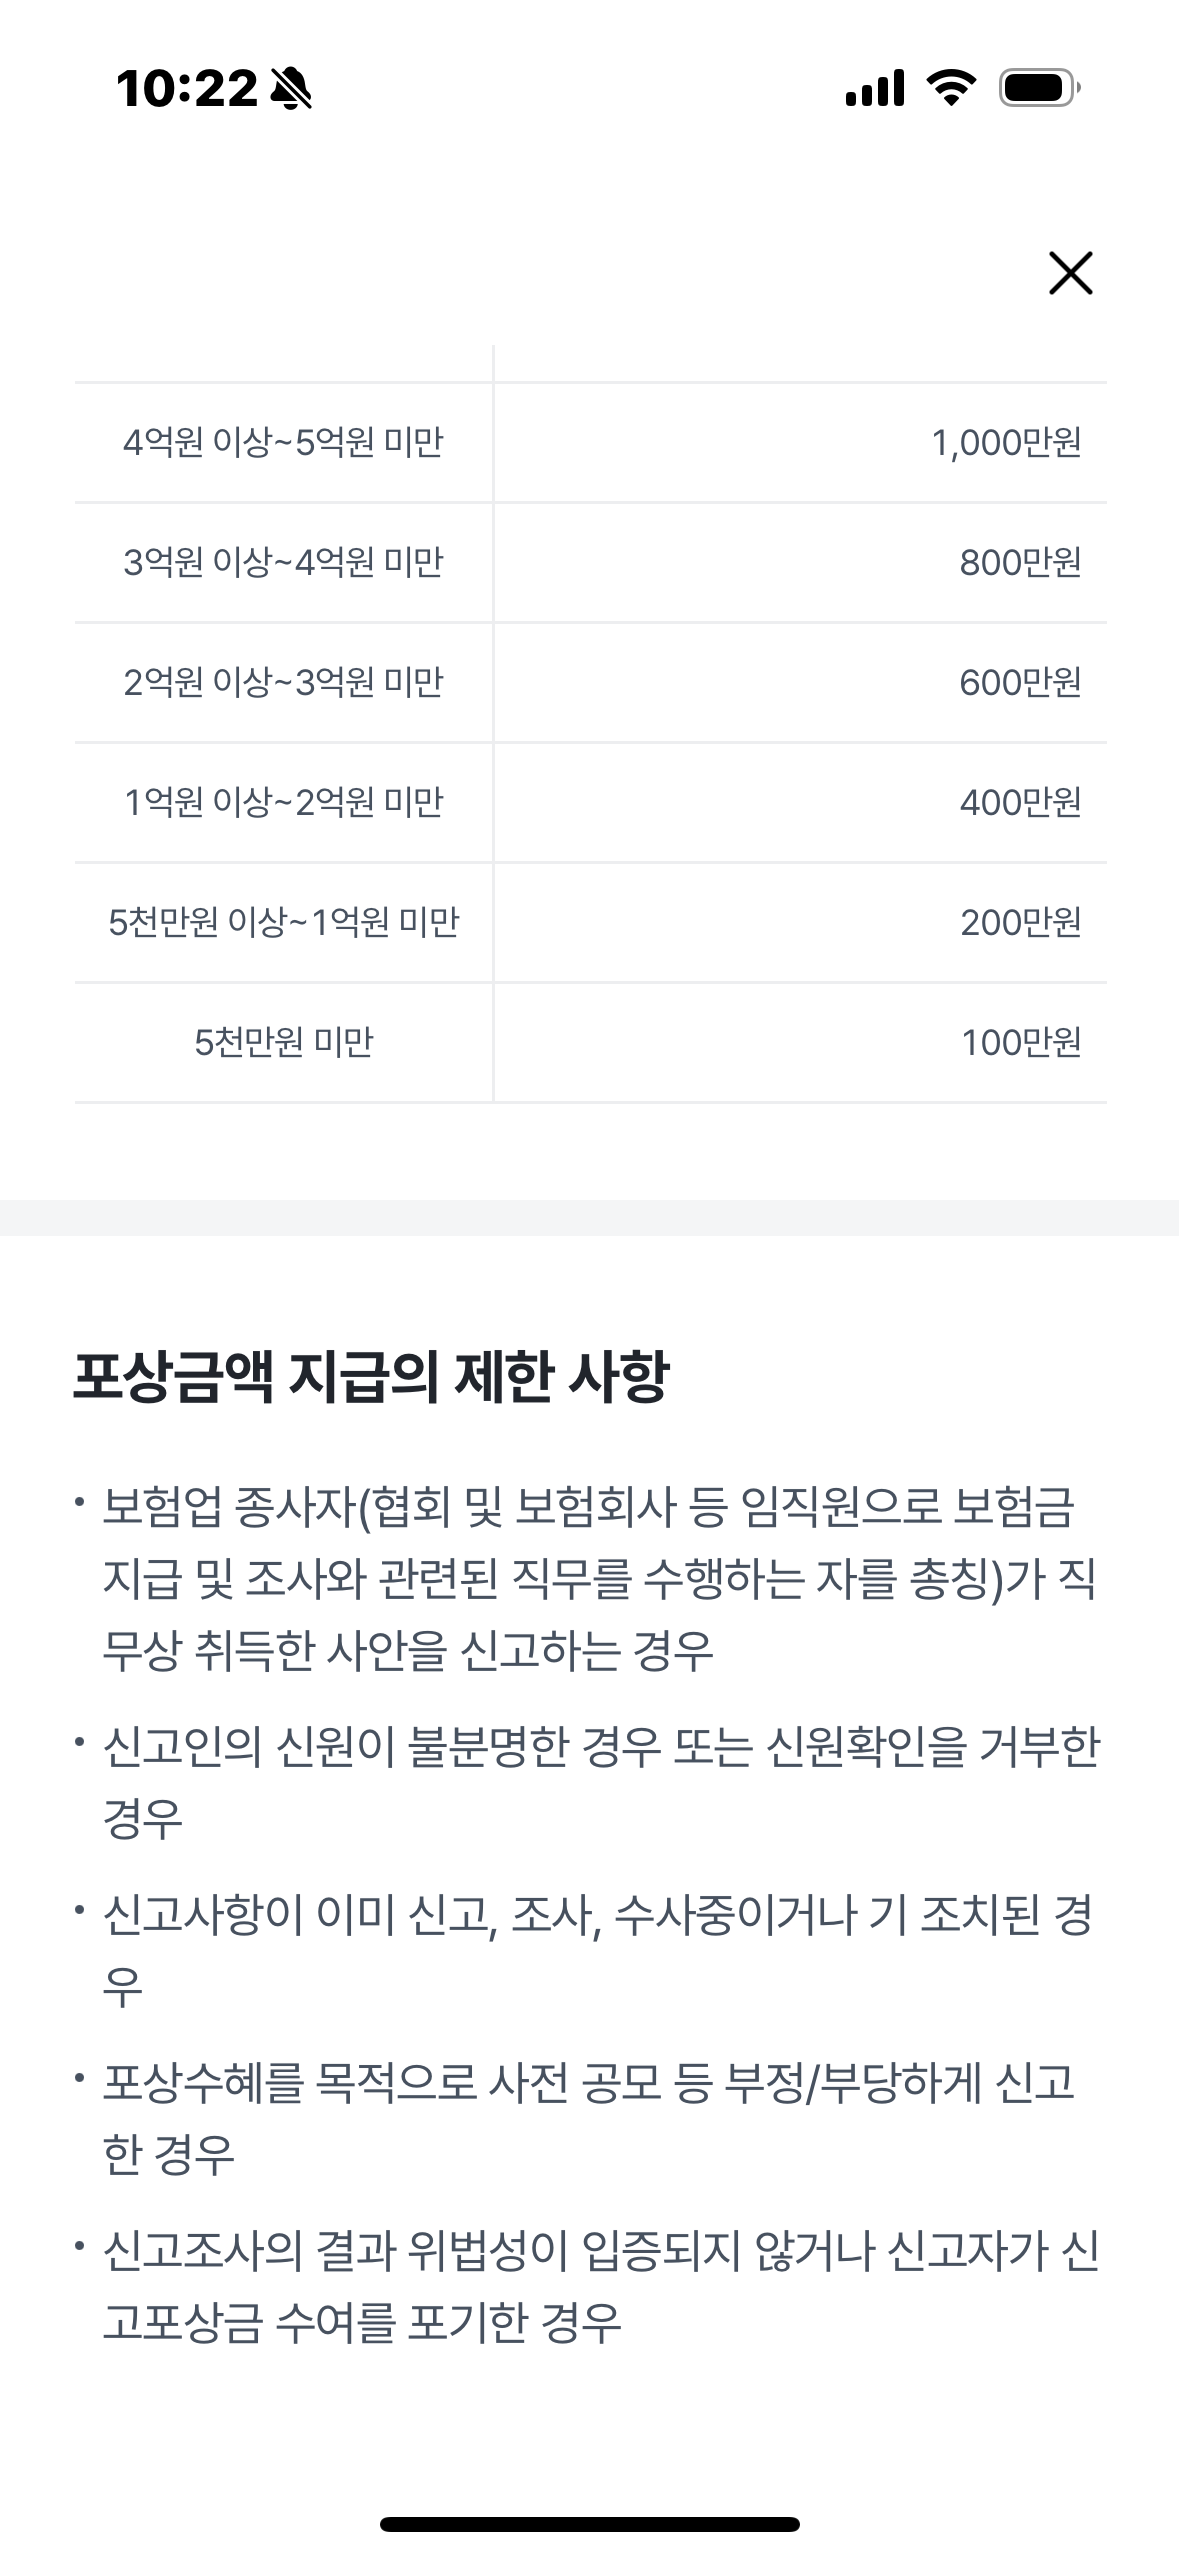 10:22
4억원 이상~5억원 미만 1,000만원
3억원 이상~4억원 미만 800만원
2억원 이상~3억원 미만 600만원
1억원 이상~2억원 미만 400만원
5천만원 이상~1억원 미만 200만원
5천만원 미만 100만원
포상금액 지급의 제한 사항
• 보험업 종사자(협회 및 보험회사 등 임직원으로 보험금
지급 및 조사와 관련된 직무를 수행하는 자를 총칭)가 직
무상 취득한 사안을 신고하는 경우
• 신고인의 신원이 불분명한 경우 또는 신원확인을 거부한
경우
• 신고사항이 이미 신고, 조사, 수사중이거나 기 조치된 경
우
• 포상수혜를 목적으로 사전 공모 등 부정/부당하게 신고
한 경우
• 신고조사의 결과 위법성이 입증되지 않거나 신고자가 신
고포상금 수여를 포기한 경우